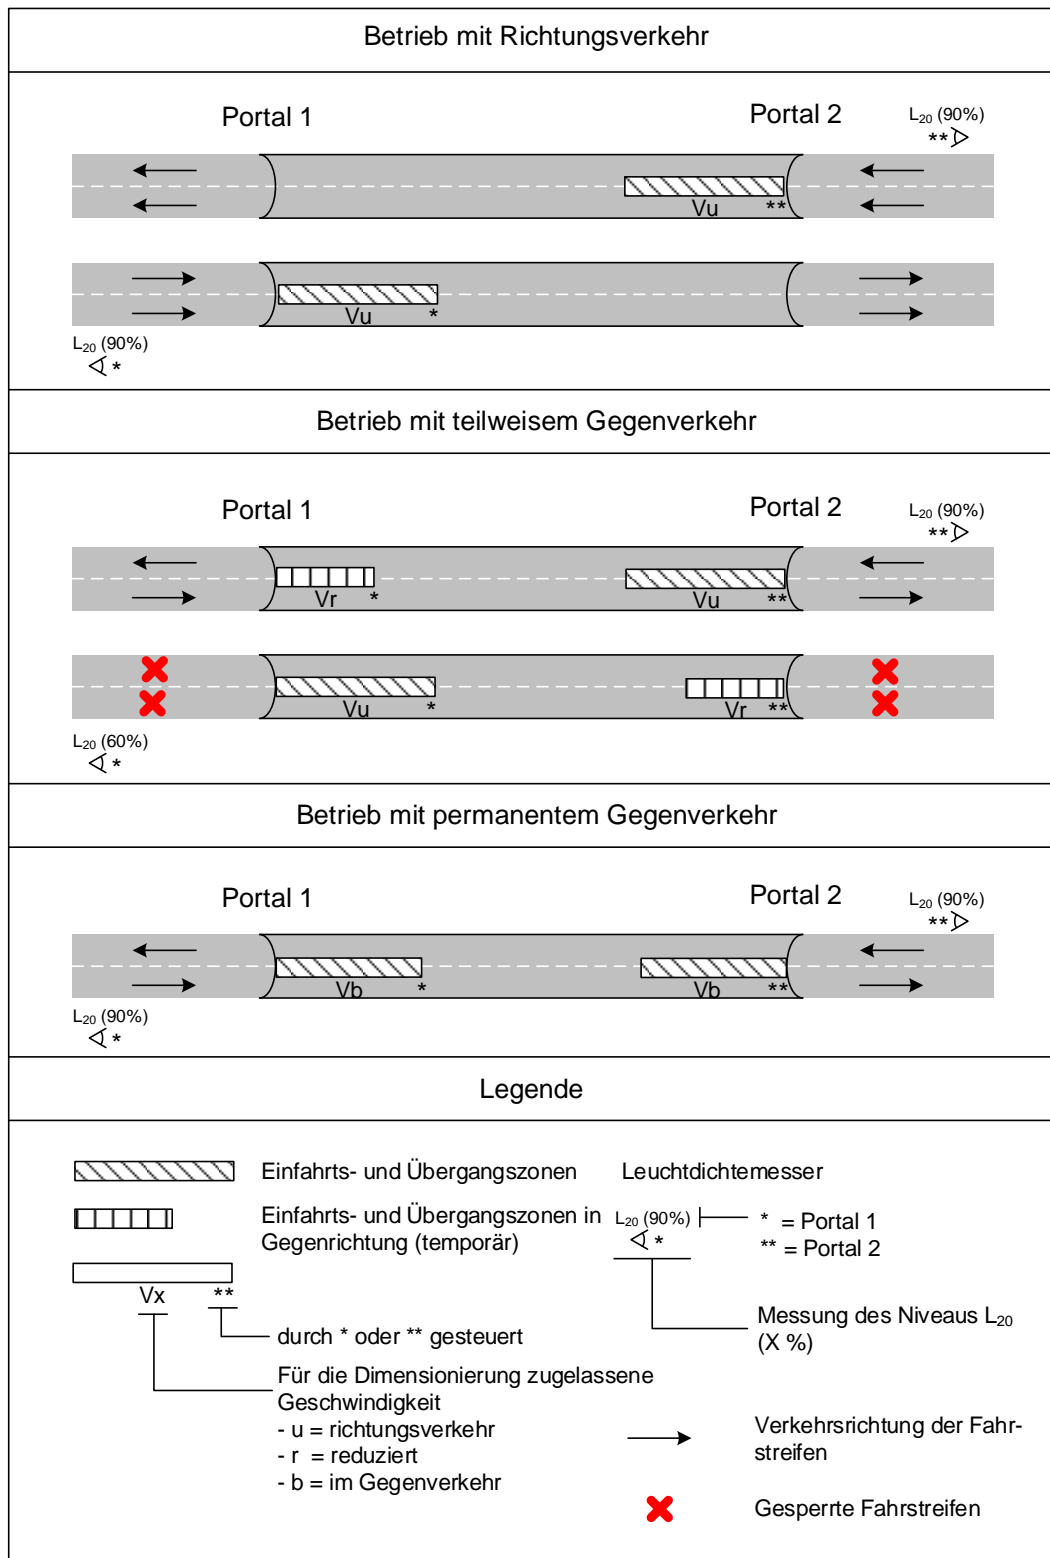 Betrieb mit Richtungsverkehr
Portal 1
Portal 2
L20 (90%)
**
Vu **
Vu *
L20 (90%)
*
Betrieb mit teilweisem Gegenverkehr
Portal 1
Portal 2
L20 (90%)
**
Vr *
Vu **
Vu *
Vr **
L20 (60%)
*
Betrieb mit permanentem Gegenverkehr
Portal 1
Portal 2
L20 (90%)
**
Vb *
Vb **
L20 (90%)
*
Legende
Einfahrts- und Übergangszonen
Einfahrts- und Übergangszonen in
Gegenrichtung (temporär)
Vx **
durch * oder ** gesteuert
Für die Dimensionierung zugelassene
Geschwindigkeit
- u = richtungsverkehr
- r = reduziert
- b = im Gegenverkehr
Leuchtdichtemesser
L20 (90%)
*
* = Portal 1
** = Portal 2
Messung des Niveaus L20
(X %)
Verkehrsrichtung der Fahr-
streifen
Gesperrte Fahrstreifen